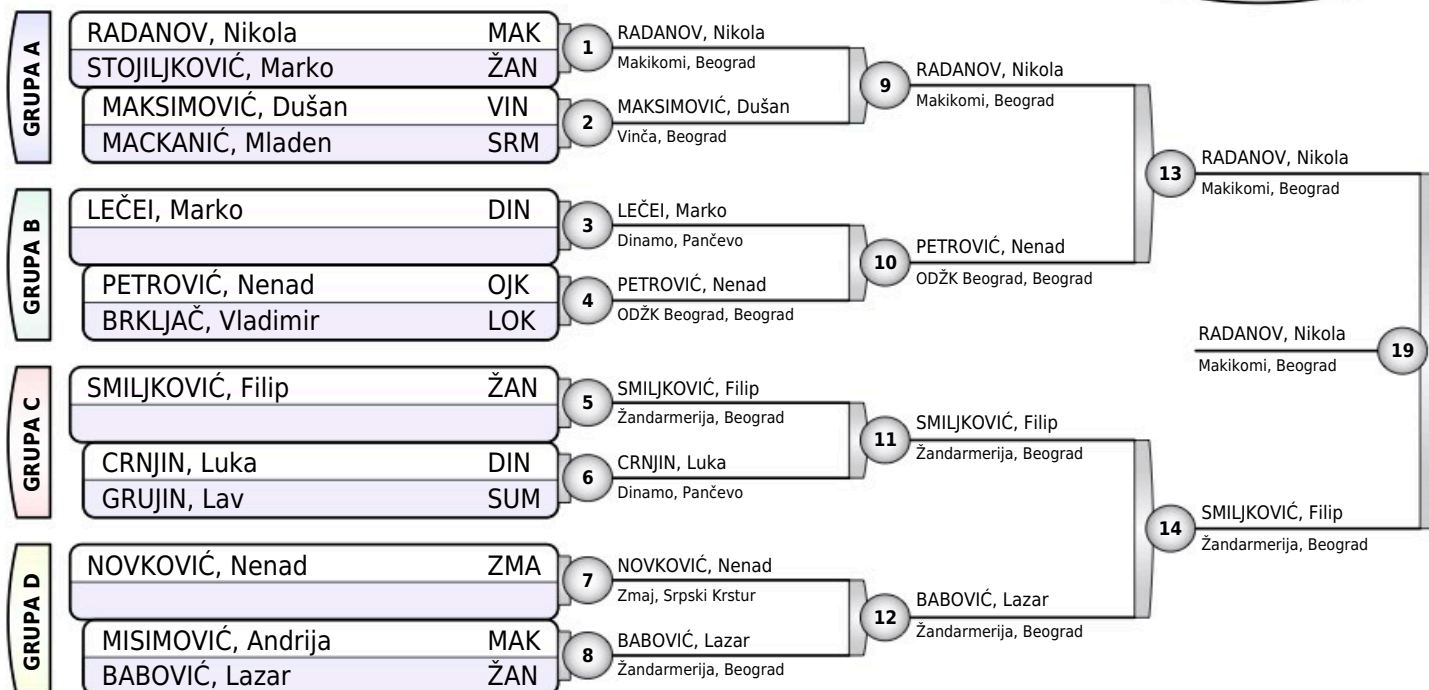 GRUPA A
RADANOV, Nikola MAK
STOJILJKOVIĆ, Marko ŽAN
MAKSIMOVIĆ, Dušan VIN
MACKANIĆ, Mladen SRM
GRUPA B
LEČEI, Marko DIN
PETROVIĆ, Nenad OJK
BRKLJAČ, Vladimir LOK
GRUPA C
SMILJKOVIĆ, Filip ŽAN
CRNJIN, Luka DIN
GRUJIN, Lav SUM
GRUPA D
NOVKOVIĆ, Nenad ZMA
MISIMOVIĆ, Andrija MAK
BABOVIĆ, Lazar ŽAN
1
RADANOV, Nikola
Makikomi, Beograd
2
MAKSIMOVIĆ, Dušan
Vinča, Beograd
3
LEČEI, Marko
Dinamo, Pančevo
4
PETROVIĆ, Nenad
ODŽK Beograd, Beograd
5
SMILJKOVIĆ, Filip
Žandarmerija, Beograd
6
CRNJIN, Luka
Dinamo, Pančevo
7
NOVKOVIĆ, Nenad
Zmaj, Srpski Krstur
8
BABOVIĆ, Lazar
Žandarmerija, Beograd
9
RADANOV, Nikola
Makikomi, Beograd
10
PETROVIĆ, Nenad
ODŽK Beograd, Beograd
11
SMILJKOVIĆ, Filip
Žandarmerija, Beograd
12
BABOVIĆ, Lazar
Žandarmerija, Beograd
13
RADANOV, Nikola
Makikomi, Beograd
14
SMILJKOVIĆ, Filip
Žandarmerija, Beograd
RADANOV, Nikola
Makikomi, Beograd
19